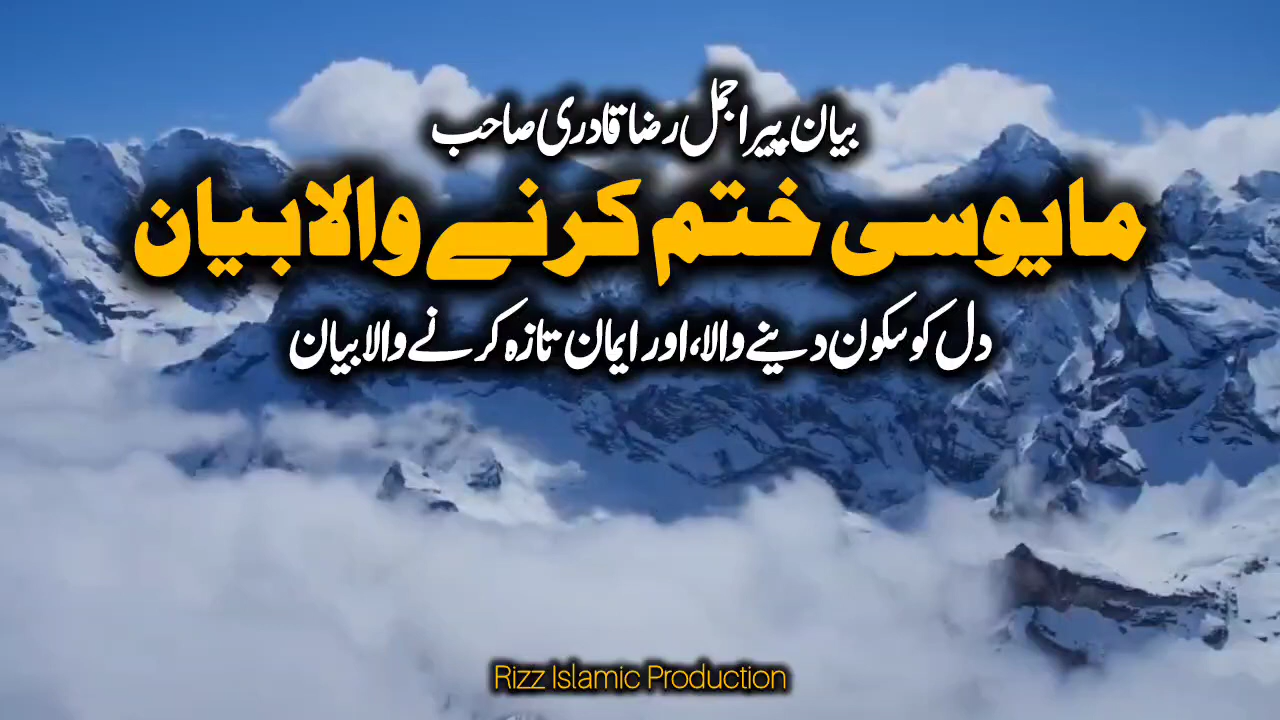 بیان پیر اجمل رضا قادری صاحب
مایوسی ختم کرنے والا بیان
دل کو سکون دینے والا، اور ایمان تازہ کرنے والا بیان
Rizz Islamic Production